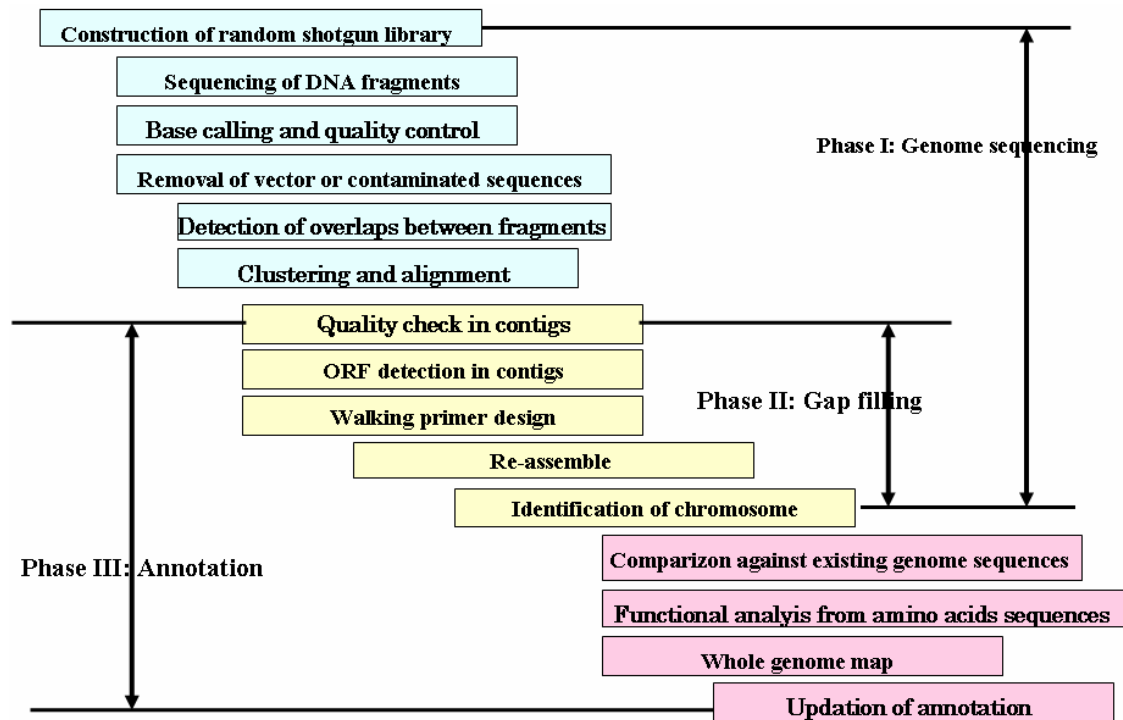 Construction of random shotgun library
Sequencing of DNA fragments
Base calling and quality control
Phase I: Genome sequencing
Removal of vector or contaminated sequences
Detection of overlaps between fragments
Clustering and alignment
Quality check in contigs
ORF detection in contigs
Phase II: Gap filling
Walking primer design
Re-assemble
Identification of chromosome
Phase III: Annotation
Comparizon against existing genome sequences
Functional analyis from amino acids sequences
Whole genome map
Updation of annotation